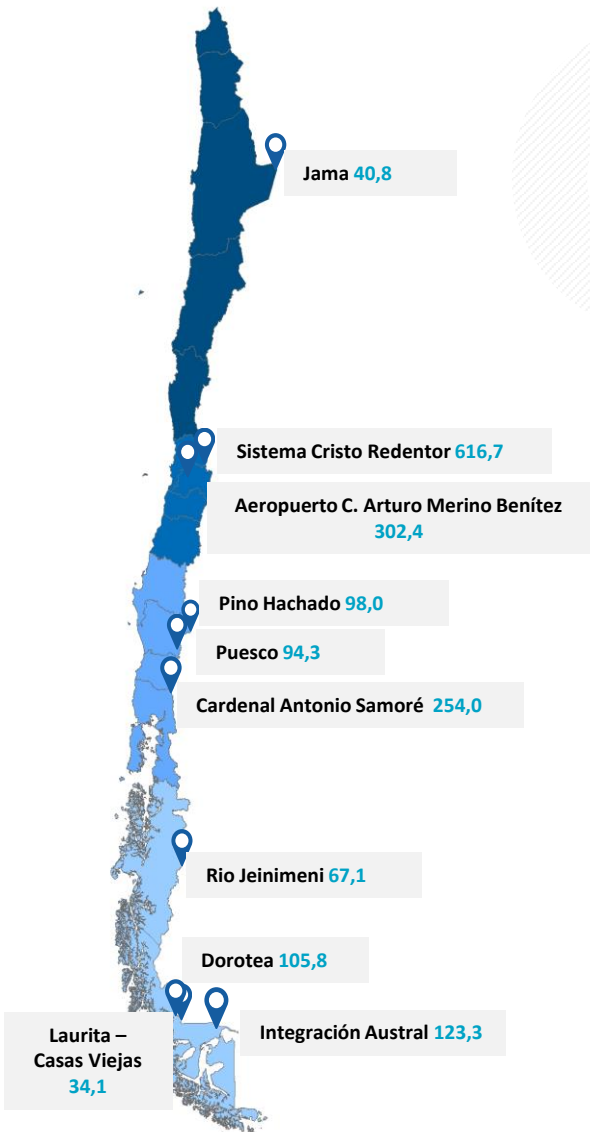 Jama 40,8
Sistema Cristo Redentor 616,7
Aeropuerto C. Arturo Merino Benítez
302,4
Pino Hachado 98,0
Puesco 94,3
Cardenal Antonio Samoré 254,0
Rio Jeinimeni 67,1
Dorotea 105,8
Integración Austral 123,3
Laurita –
Casas Viejas
34,1